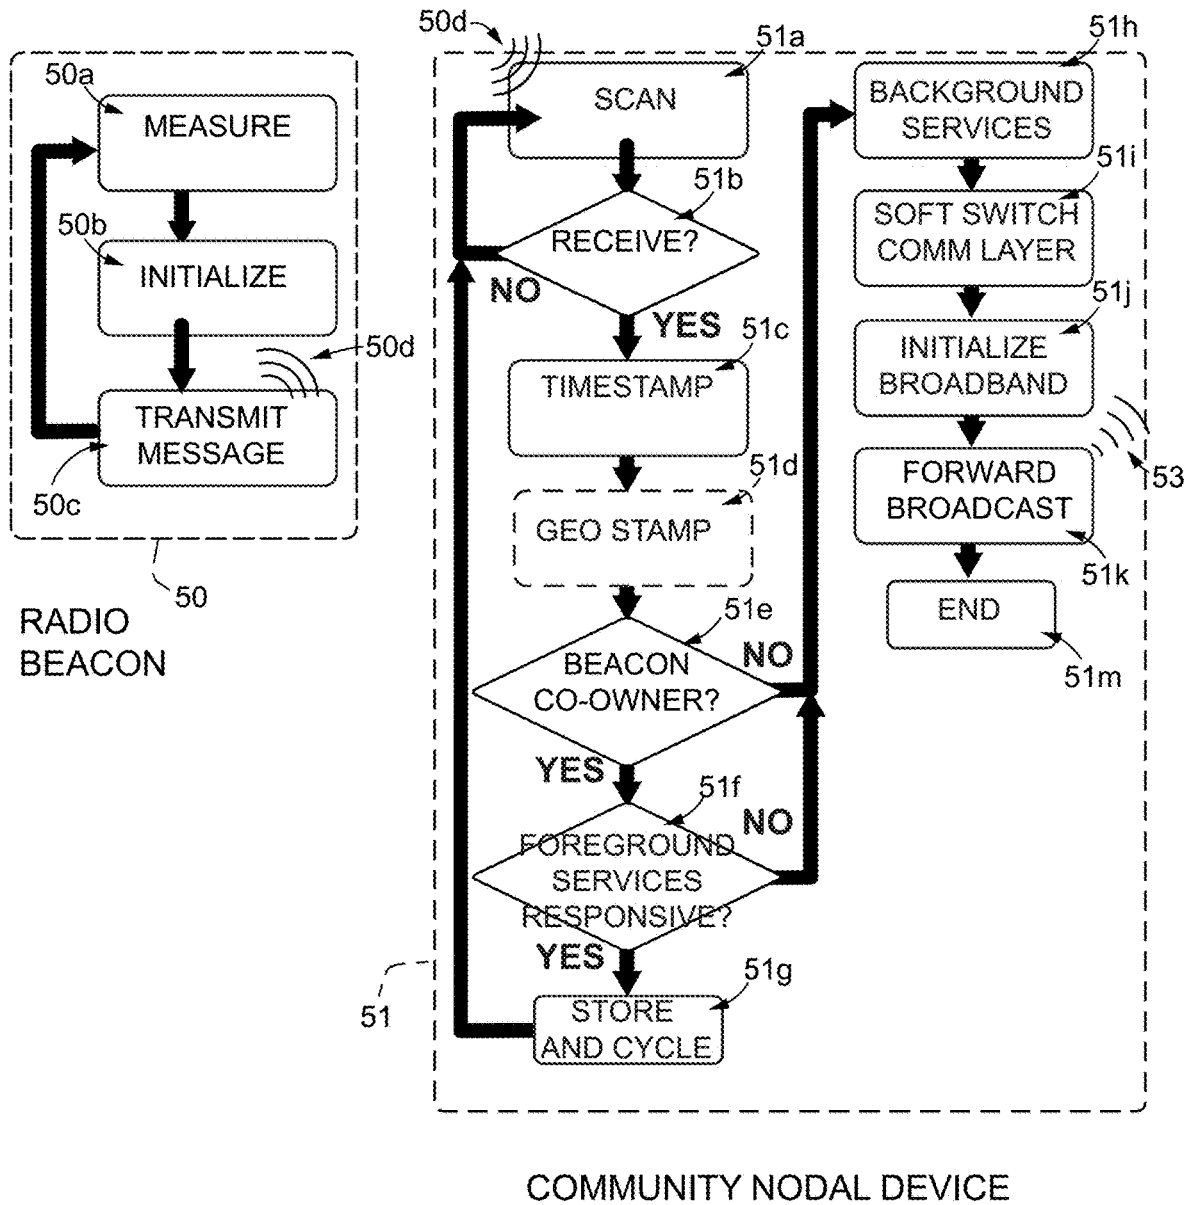 50a
MEASURE
50b
INITIALIZE
50d
TRANSMIT
MESSAGE
50c
50
RADIO
BEACON
50d
51a
SCAN
51b
RECEIVE?
NO
YES
51c
TIMESTAMP
51d
GEO STAMP
51e
BEACON
CO-OWNER?
NO
YES
51f
FOREGROUND
SERVICES
RESPONSIVE?
NO
YES
51g
STORE
AND CYCLE
51
51h
BACKGROUND
SERVICES
51i
SOFT SWITCH
COMM LAYER
51j
INITIALIZE
BROADBAND
53
FORWARD
BROADCAST
51k
END
51m
COMMUNITY NODAL DEVICE